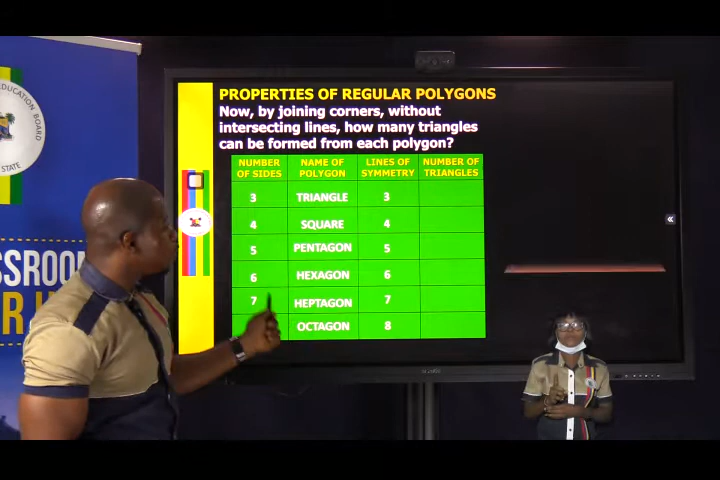 EDUCATION BOARD
STATE
PROPERTIES OF REGULAR POLYGONS
Now, by joining corners, without
intersecting lines, how many triangles
can be formed from each polygon?
NUMBER OF SIDES NAME OF POLYGON LINES OF SYMMETRY NUMBER OF TRIANGLES
3 TRIANGLE 3
4 SQUARE 4
5 PENTAGON 5
6 HEXAGON 6
7 HEPTAGON 7
OCTAGON 8